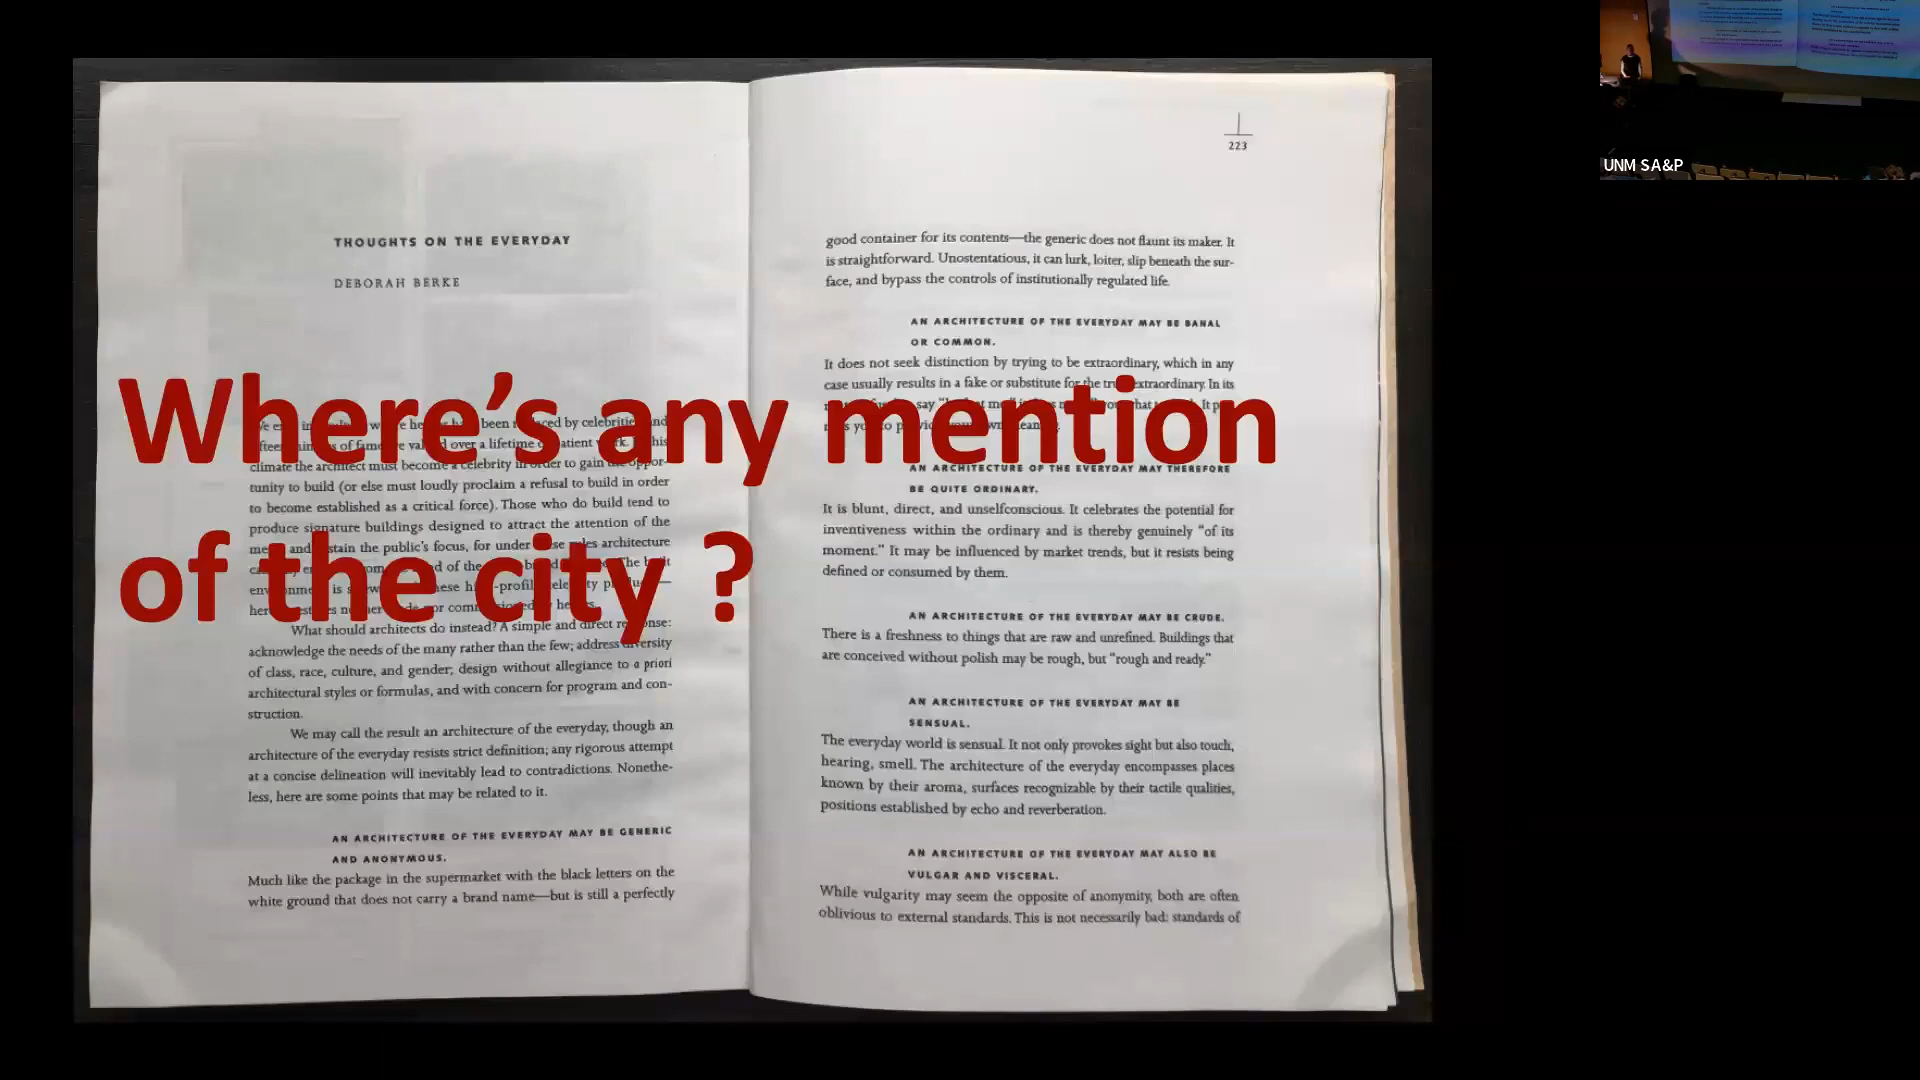 THOUGHTS ON THE EVERYDAY
DEBORAH BERKE
Where's any mention
of the city ?
climate the architect must become a celebrity in order to gain the oppor-
tunity to build (or else must loudly proclaim a refusal to build in order
to become established as a critical force). Those who do build tend to
produce signature buildings designed to attract the attention of the
and the public's focus, for under architecture
What should architects do instead? A simple and direct response:
acknowledge the needs of the many rather than the few; address diversity
of class, race, culture, and gender; design without allegiance to a priori
architectural styles or formulas, and with concern for program and con-
struction.
We may call the result an architecture of the everyday, though an
architecture of the everyday resists strict definition; any rigorous attempt
at a concise delineation will inevitably lead to contradictions. Nonethe-
less, here are some points that may be related to it.
AN ARCHITECTURE OF THE EVERYDAY MAY BE GENERIC
AND ANONYMOUS.
Much like the package in the supermarket with the black letters on the
white ground that does not carry a brand name—but is still a perfectly
223
good container for its contents—the generic does not flaunt its maker. It
is straightforward. Unostentatious, it can lurk, loiter, slip beneath the sur-
face, and bypass the controls of institutionally regulated life.
AN ARCHITECTURE OF THE EVERYDAY MAY BE BANAL
OR COMMON.
It does not seek distinction by trying to be extraordinary, which in any
case usually results in a fake or substitute for the true extraordinary. In its
AN ARCHITECTURE OF THE EVERYDAY MAY THEREFORE
BE QUITE ORDINARY.
It is blunt, direct, and unselfconscious. It celebrates the potential for
inventiveness within the ordinary and is thereby genuinely "of its
moment." It may be influenced by market trends, but it resists being
defined or consumed by them.
AN ARCHITECTURE OF THE EVERYDAY MAY BE CRUDE.
There is a freshness to things that are raw and unrefined. Buildings that
are conceived without polish may be rough, but "rough and ready."
AN ARCHITECTURE OF THE EVERYDAY MAY BE
SENSUAL.
The everyday world is sensual. It not only provokes sight but also touch,
hearing, smell. The architecture of the everyday encompasses places
known by their aroma, surfaces recognizable by their tactile qualities,
positions established by echo and reverberation.
AN ARCHITECTURE OF THE EVERYDAY MAY ALSO BE
VULGAR AND VISCERAL.
While vulgarity may seem the opposite of anonymity, both are often
oblivious to external standards. This is not necessarily bad: standards of
UNM SA&P